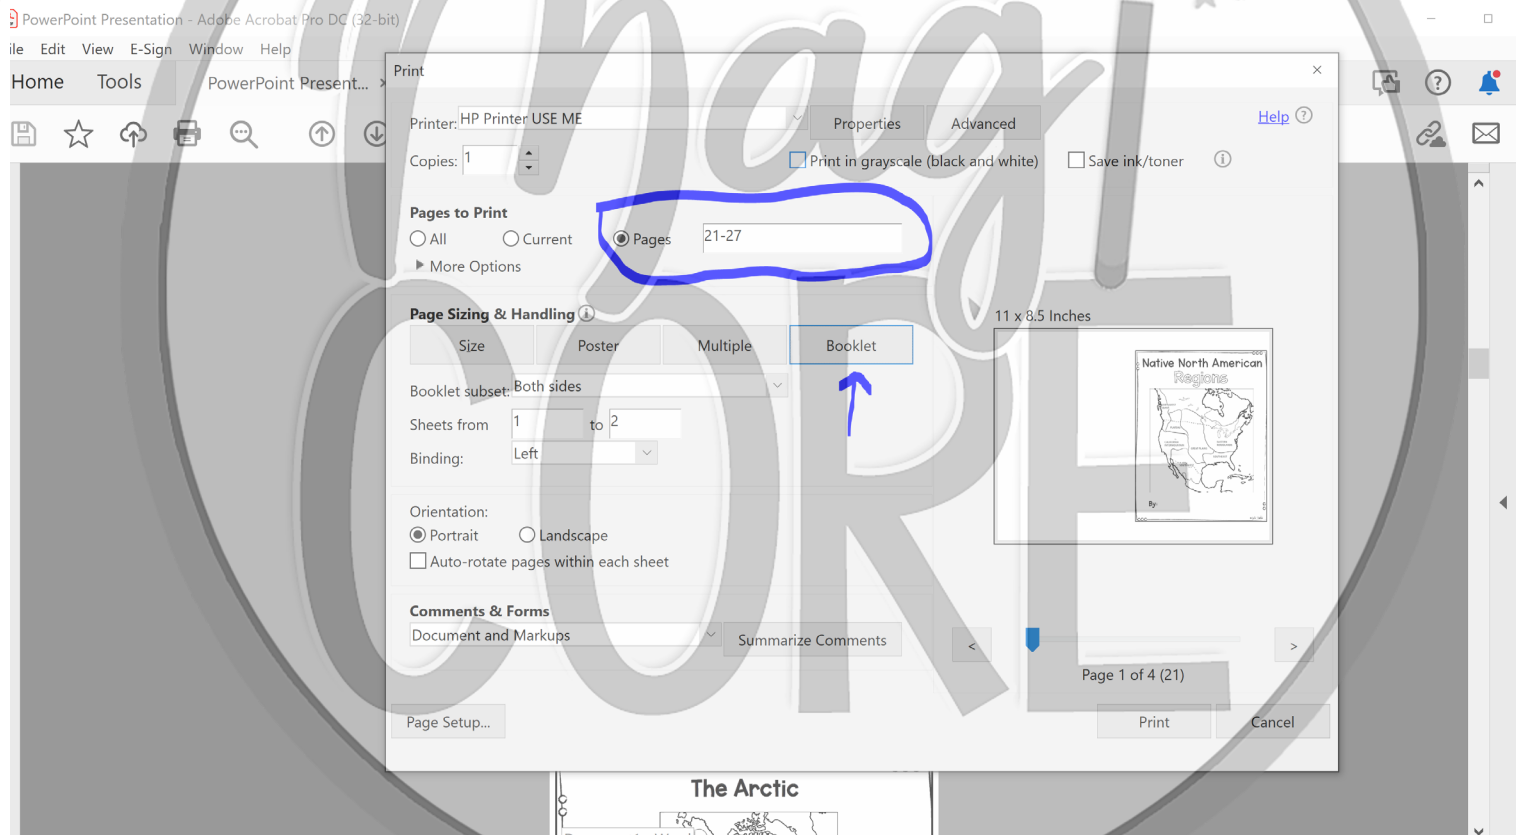 PowerPoint Presentation - Adobe Acrobat Pro DC (32-bit)
ile Edit View E-Sign Window Help
Home Tools PowerPoint Present... ×
Print
Printer: HP Printer USE ME Properties Advanced Help ?
Copies: 1 Print in grayscale (black and white) Save ink/toner i
Pages to Print
All Current Pages 21-27
More Options
Page Sizing & Handling i
11 x 8.5 Inches
Size Poster Multiple Booklet
Native North American
Regions
By:
Booklet subset: Both sides
Sheets from 1 to 2
Binding: Left
Orientation:
Portrait Landscape
Auto-rotate pages within each sheet
Comments & Forms
Document and Markups Summarize Comments < >
Page 1 of 4 (21)
Page Setup... Print Cancel
The Arctic
CORE